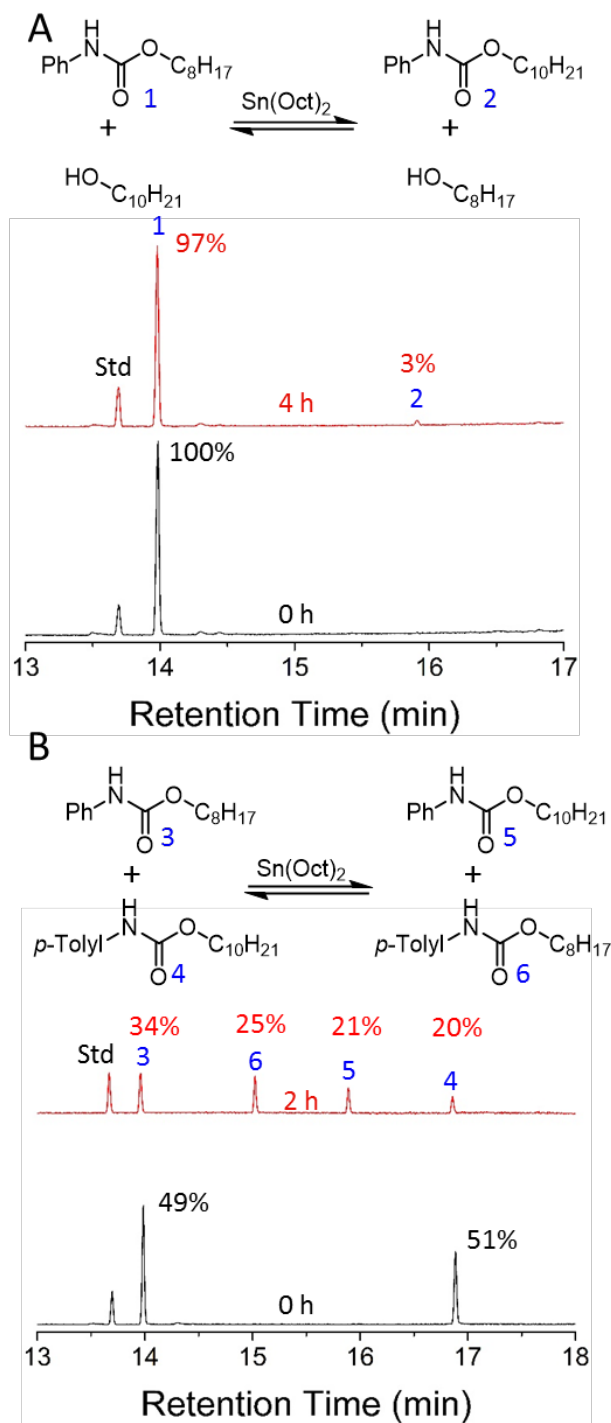 A
H
Ph N O C8H17
O 1
+
HO C10H21
Sn(Oct)2
H
Ph N O C10H21
O 2
+
HO C8H17
1
97%
Std
3%
2
4 h
100%
0 h
13 14 15 16 17
Retention Time (min)
B
H
Ph N O C8H17
O 3
+
H
p-Tolyl N O C10H21
O 4
Sn(Oct)2
H
Ph N O C10H21
O 5
+
H
p-Tolyl N O C8H17
O 6
34% 25% 21% 20%
Std 3 6 5 4
2 h
49%
51%
0 h
13 14 15 16 17 18
Retention Time (min)